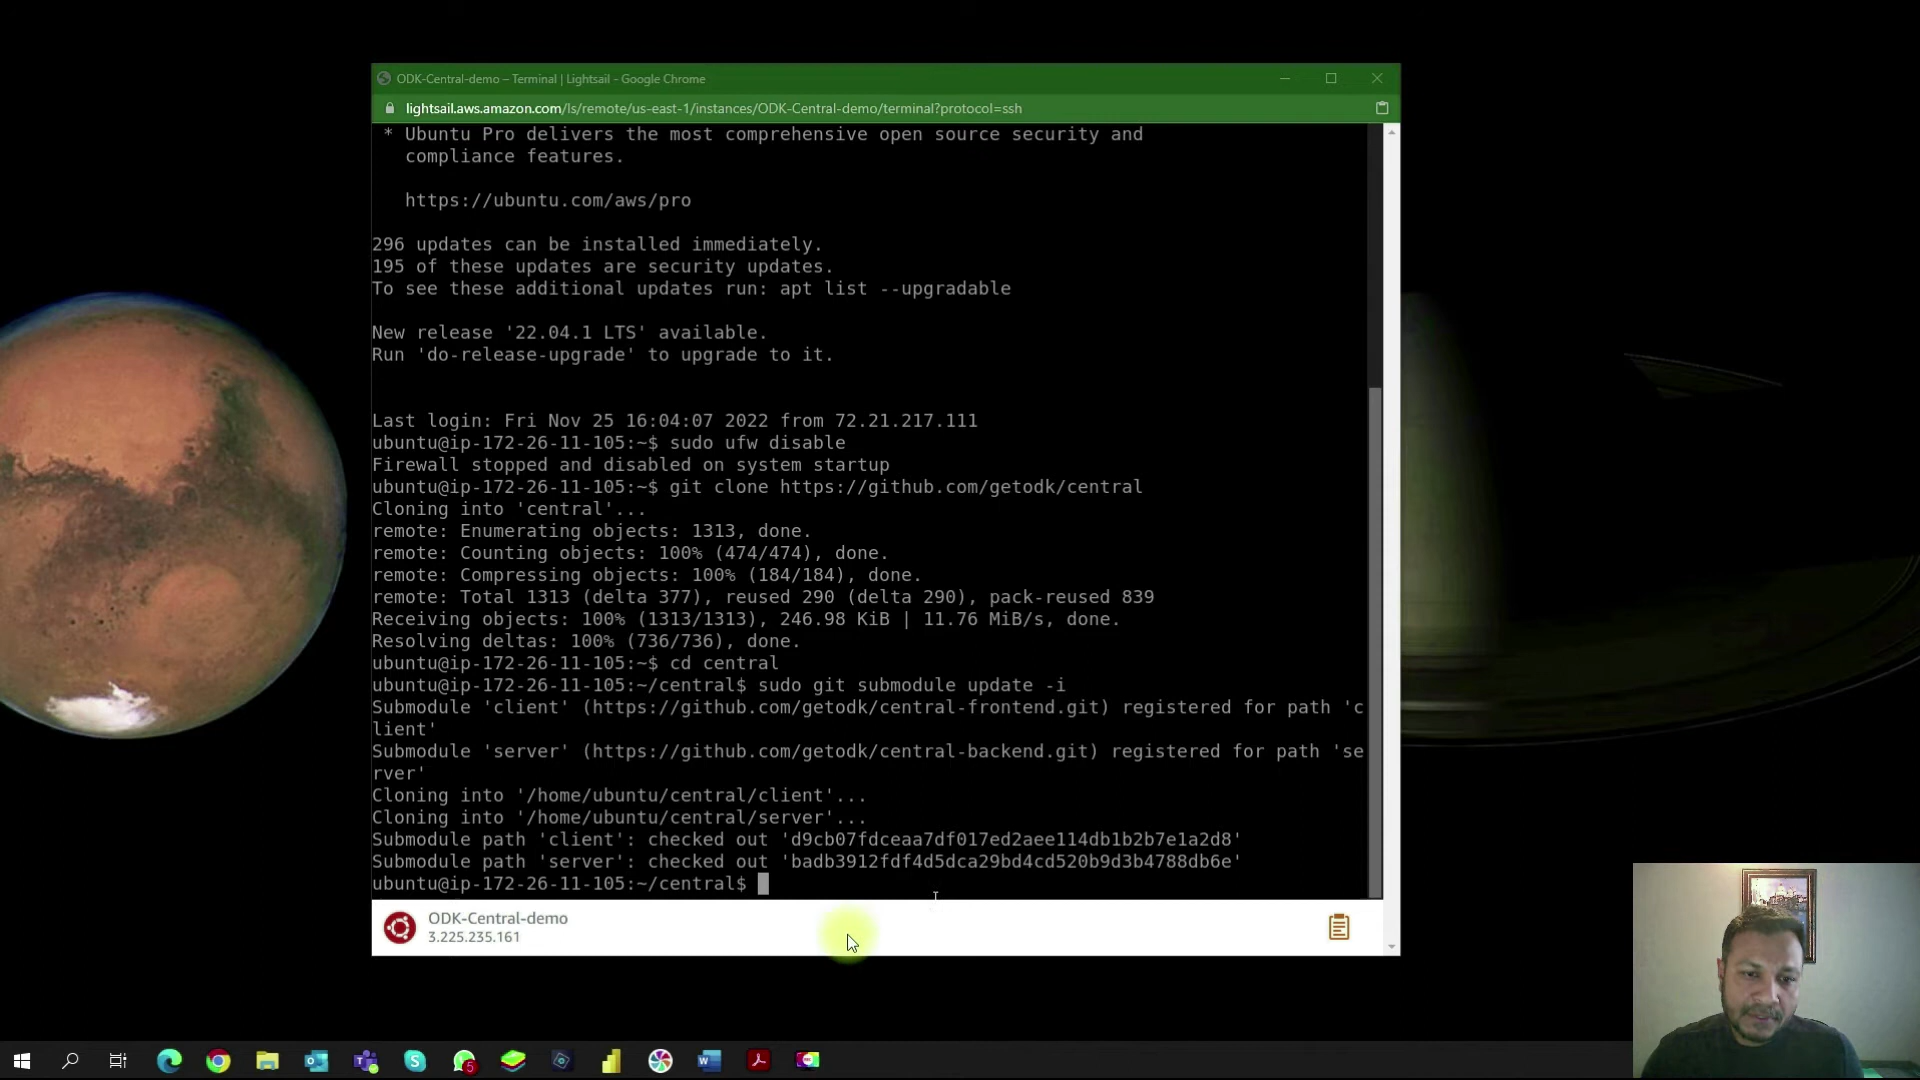 ODK-Central-demo – Terminal | Lightsail - Google Chrome
lightsail.aws.amazon.com/ls/remote/us-east-1/instances/ODK-Central-demo/terminal?protocol=ssh
* Ubuntu Pro delivers the most comprehensive open source security and
compliance features.
https://ubuntu.com/aws/pro
296 updates can be installed immediately.
195 of these updates are security updates.
To see these additional updates run: apt list --upgradable
New release '22.04.1 LTS' available.
Run 'do-release-upgrade' to upgrade to it.
Last login: Fri Nov 25 16:04:07 2022 from 72.21.217.111
ubuntu@ip-172-26-11-105:~$ sudo ufw disable
Firewall stopped and disabled on system startup
ubuntu@ip-172-26-11-105:~$ git clone https://github.com/getodk/central
Cloning into 'central'...
remote: Enumerating objects: 1313, done.
remote: Counting objects: 100% (474/474), done.
remote: Compressing objects: 100% (184/184), done.
remote: Total 1313 (delta 377), reused 290 (delta 290), pack-reused 839
Receiving objects: 100% (1313/1313), 246.98 KiB | 11.76 MiB/s, done.
Resolving deltas: 100% (736/736), done.
ubuntu@ip-172-26-11-105:~$ cd central
ubuntu@ip-172-26-11-105:~/central$ sudo git submodule update -i
Submodule 'client' (https://github.com/getodk/central-frontend.git) registered for path 'c
lient'
Submodule 'server' (https://github.com/getodk/central-backend.git) registered for path 'se
rver'
Cloning into '/home/ubuntu/central/client'...
Cloning into '/home/ubuntu/central/server'...
Submodule path 'client': checked out 'd9cb07fdceaa7df017ed2aee114db1b2b7e1a2d8'
Submodule path 'server': checked out 'badb3912fdf4d5dca29bd4cd520b9d3b4788db6e'
ubuntu@ip-172-26-11-105:~/central$
ODK-Central-demo
3.225.235.161